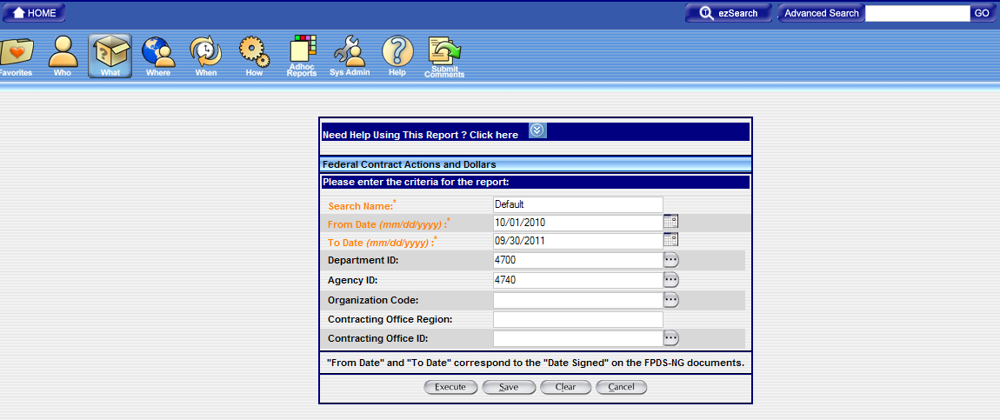 HOME
ezSearch
Advanced Search
GO
Favorites
Who
What
Where
When
How
Adhoc
Reports
Sys Admin
Help
Submit
Comments
Need Help Using This Report ? Click here
Federal Contract Actions and Dollars
Please enter the criteria for the report:
Search Name:* Default
From Date (mm/dd/yyyy) :* 10/01/2010
To Date (mm/dd/yyyy) :* 09/30/2011
Department ID: 4700
Agency ID: 4740
Organization Code:
Contracting Office Region:
Contracting Office ID:
"From Date" and "To Date" correspond to the "Date Signed" on the FPDS-NG documents.
Execute Save Clear Cancel